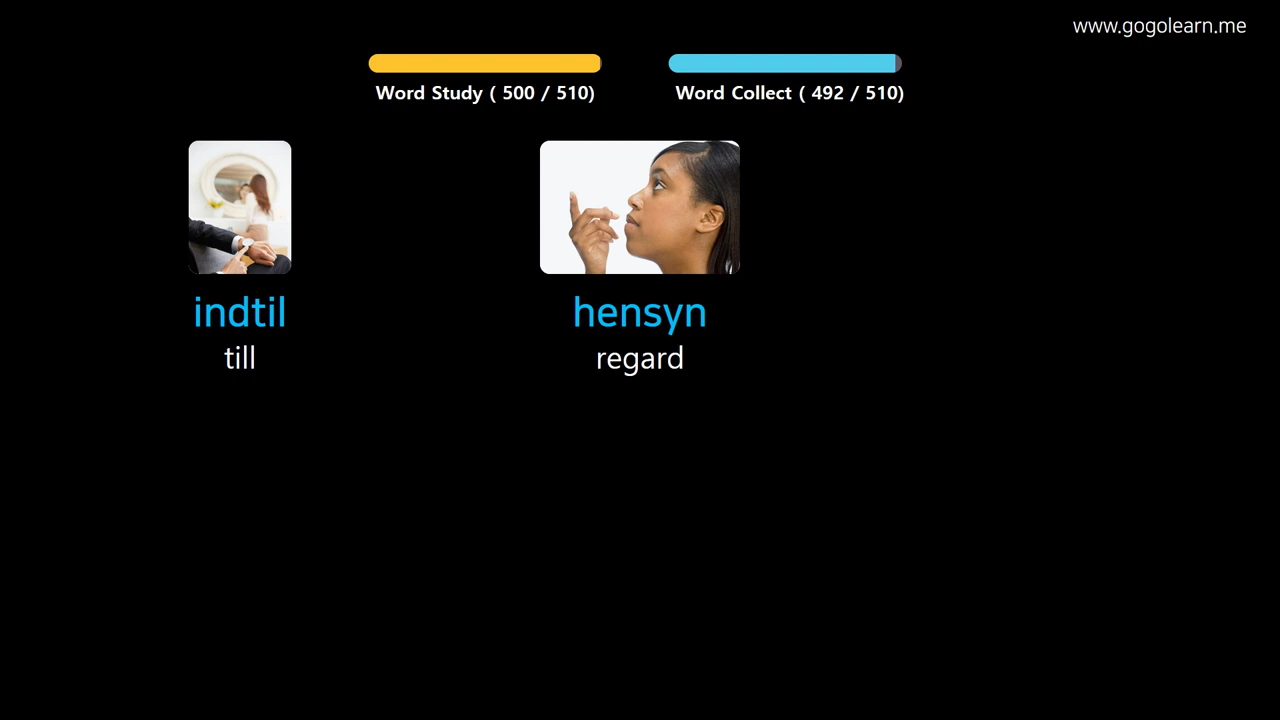 www.gogolearn.me
Word Study ( 500 / 510)
Word Collect ( 492 / 510)
indtil
till
hensyn
regard